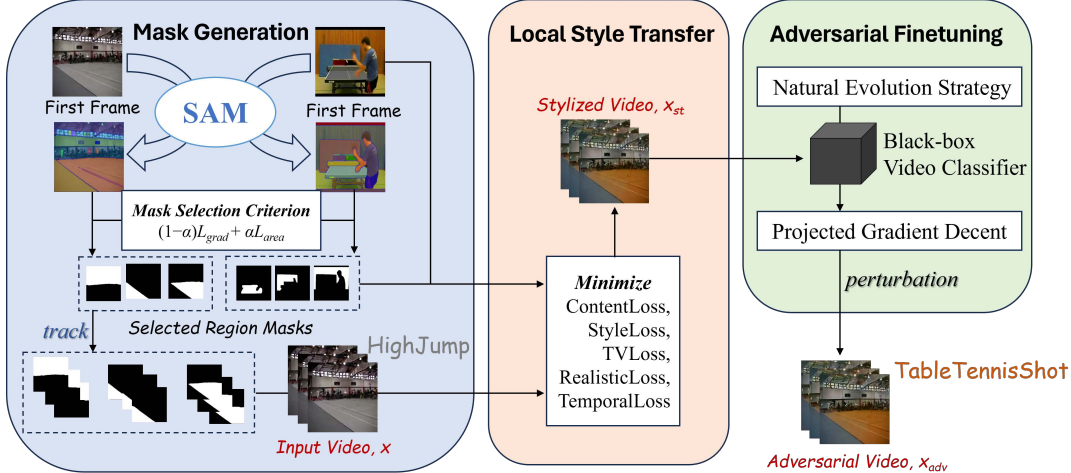 Mask Generation
First Frame
SAM
First Frame
Mask Selection Criterion
(1−α)L_grad + αL_area
track
Selected Region Masks
HighJump
Input Video, x
Local Style Transfer
Stylized Video, x_st
Minimize
ContentLoss,
StyleLoss,
TVLoss,
RealisticLoss,
TemporalLoss
Adversarial Finetuning
Natural Evolution Strategy
Black-box
Video Classifier
Projected Gradient Decent
perturbation
TableTennisShot
Adversarial Video, x_adv